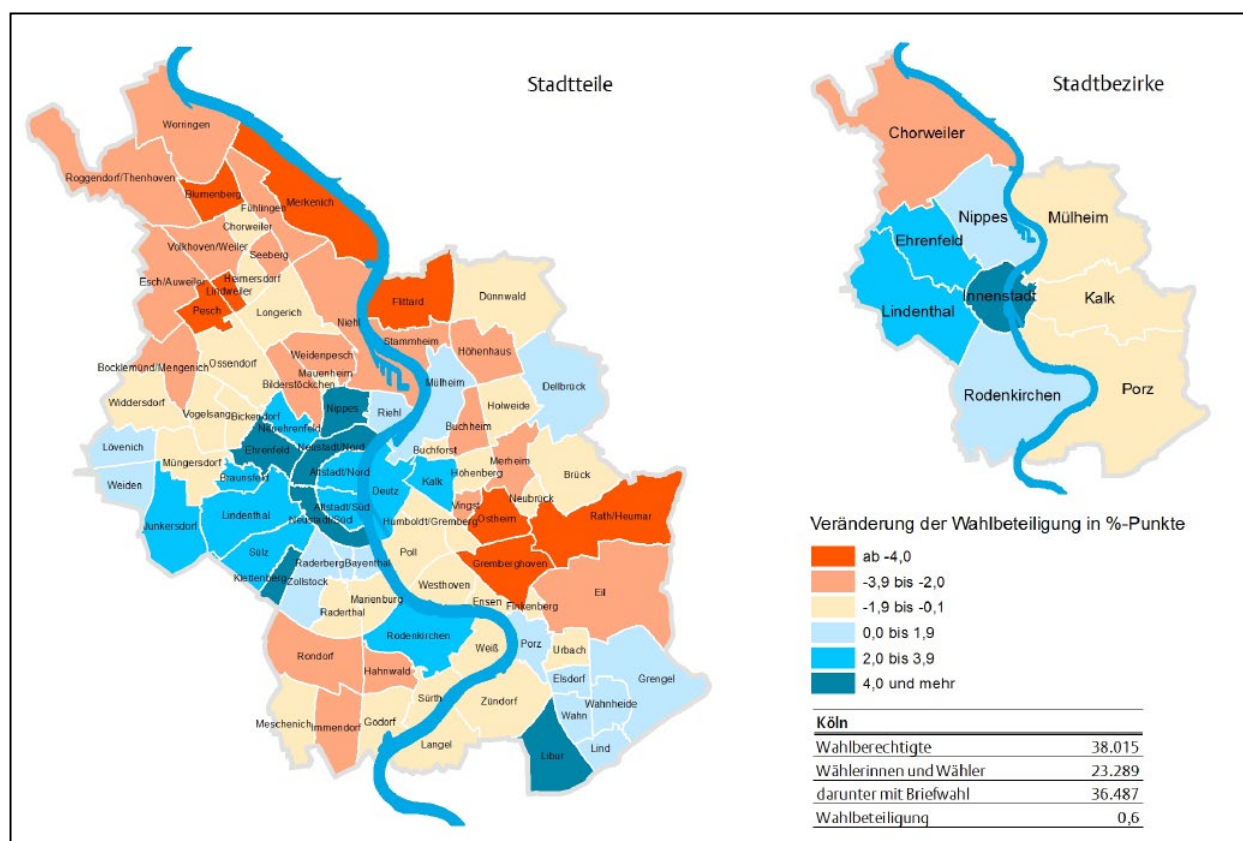 Stadtteile
Worringen
Roggendorf/Thenhoven
Blumenberg
Merkenich
Fühlingen
Chorweiler
Volkhoven/Weiler
Seeberg
Esch/Auweiler
Heimersdorf
Lindweiler
Pesch
Longerich
Niehl
Flittard
Dünnwald
Stammheim
Höhenhaus
Weidenpesch
Ossendorf
Bocklemünd/Mengenich
Mauenheim
Bilderstöckchen
Mülheim
Dellbrück
Widdersdorf
Vogelsang
Bickendorf
Nippes
Riehl
Holweide
Neuehrenfeld
Buchheim
Lövenich
Ehrenfeld
Neustadt/Nord
Buchforst
Müngersdorf
Altstadt/Nord
Höhenberg
Merheim
Brück
Weiden
Braunsfeld
Deutz
Kalk
Neubrück
Junkersdorf
Lindenthal
Altstadt/Süd
Neustadt/Süd
Vingst
Humboldt/Gremberg
Ostheim
Rath/Heumar
Sülz
Poll
Raderberg
Bayenthal
Gremberghoven
Klettenberg
Zollstock
Westhoven
Marienburg
Raderthal
Ensen
Finkenberg
Eil
Rodenkirchen
Weiß
Porz
Urbach
Rondorf
Hahnwald
Elsdorf
Grengel
Sürth
Zündorf
Wahnheide
Meschenich
Immendorf
Godorf
Wahn
Langel
Libur
Lind
Stadtbezirke
Chorweiler
Nippes
Mülheim
Ehrenfeld
Innenstadt
Kalk
Lindenthal
Rodenkirchen
Porz
Veränderung der Wahlbeteiligung in %-Punkte
ab -4,0
-3,9 bis -2,0
-1,9 bis -0,1
0,0 bis 1,9
2,0 bis 3,9
4,0 und mehr
Köln
Wahlberechtigte 38.015
Wählerinnen und Wähler 23.289
darunter mit Briefwahl 36.487
Wahlbeteiligung 0,6